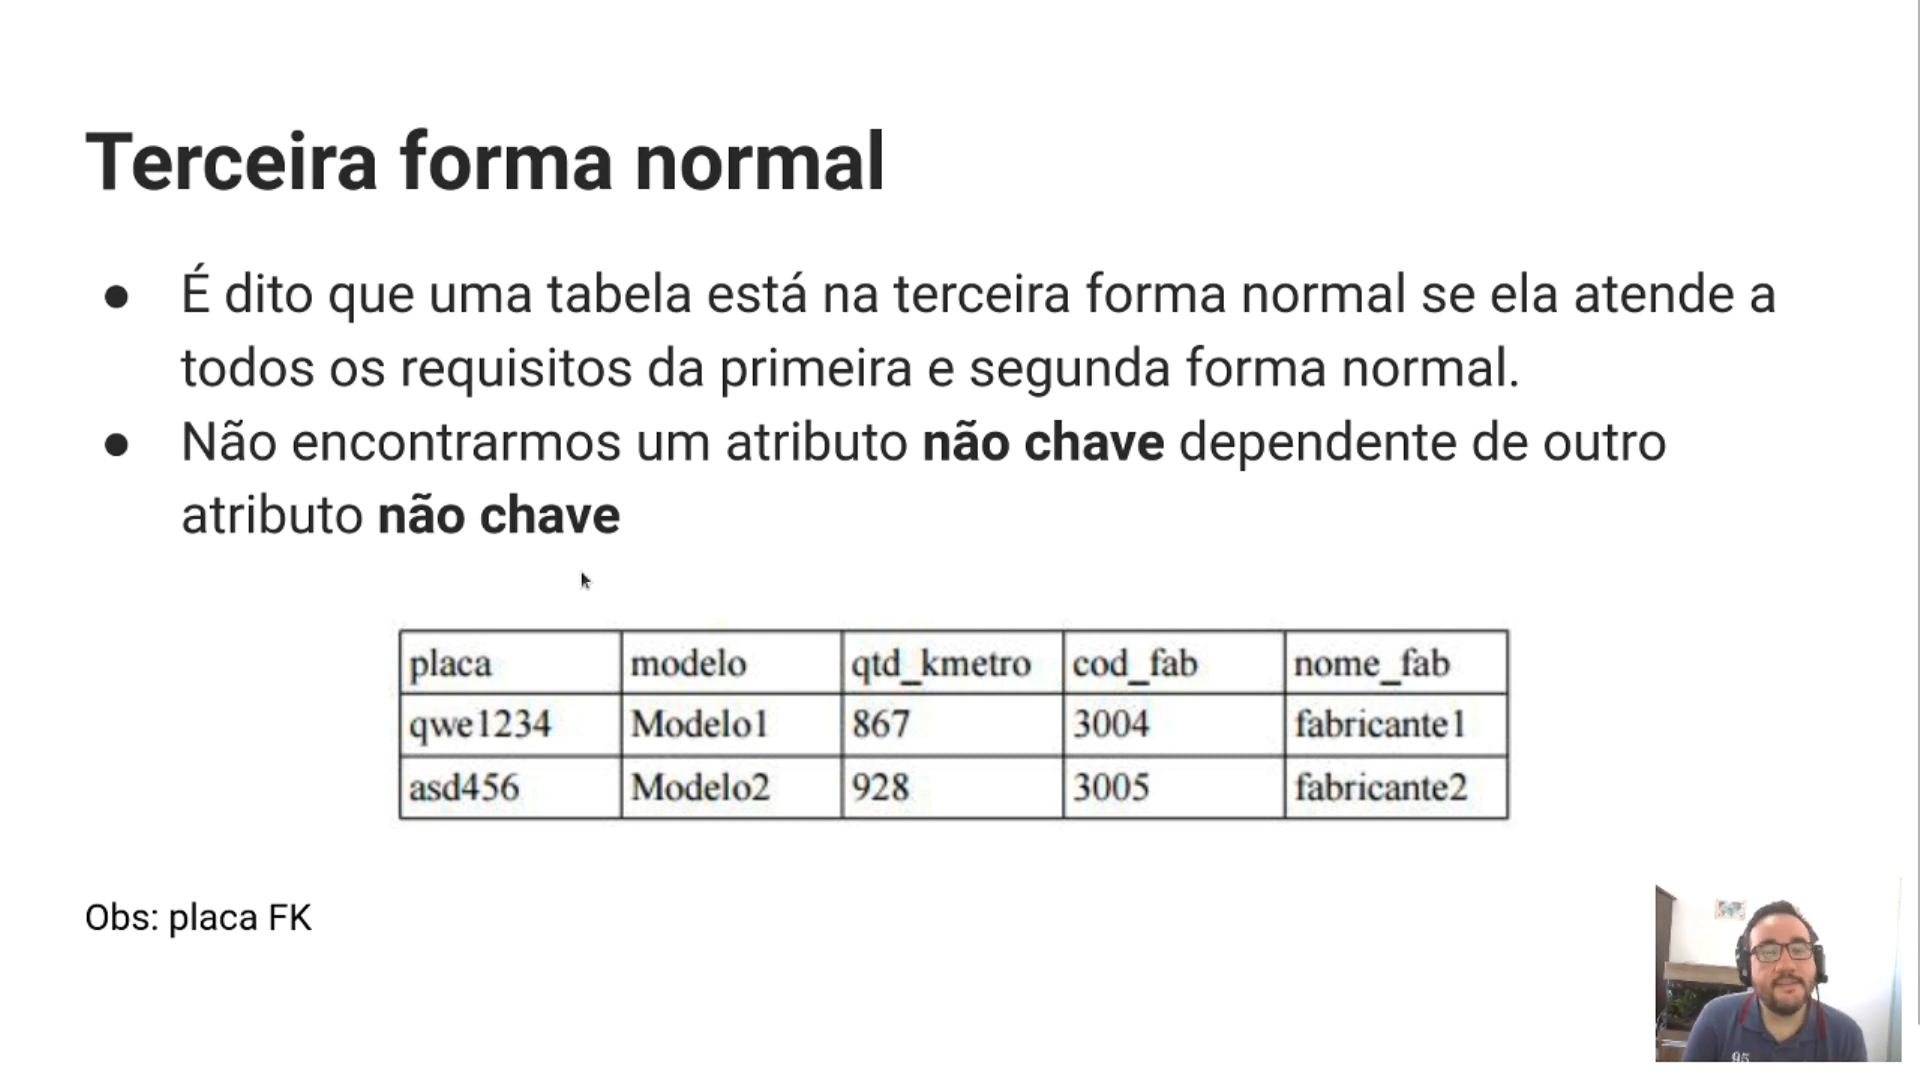 Terceira forma normal
● É dito que uma tabela está na terceira forma normal se ela atende a
todos os requisitos da primeira e segunda forma normal.
● Não encontrarmos um atributo não chave dependente de outro
atributo não chave
placa modelo qtd_kmetro cod_fab nome_fab
qwe1234 Modelo1 867 3004 fabricante1
asd456 Modelo2 928 3005 fabricante2
Obs: placa FK
95